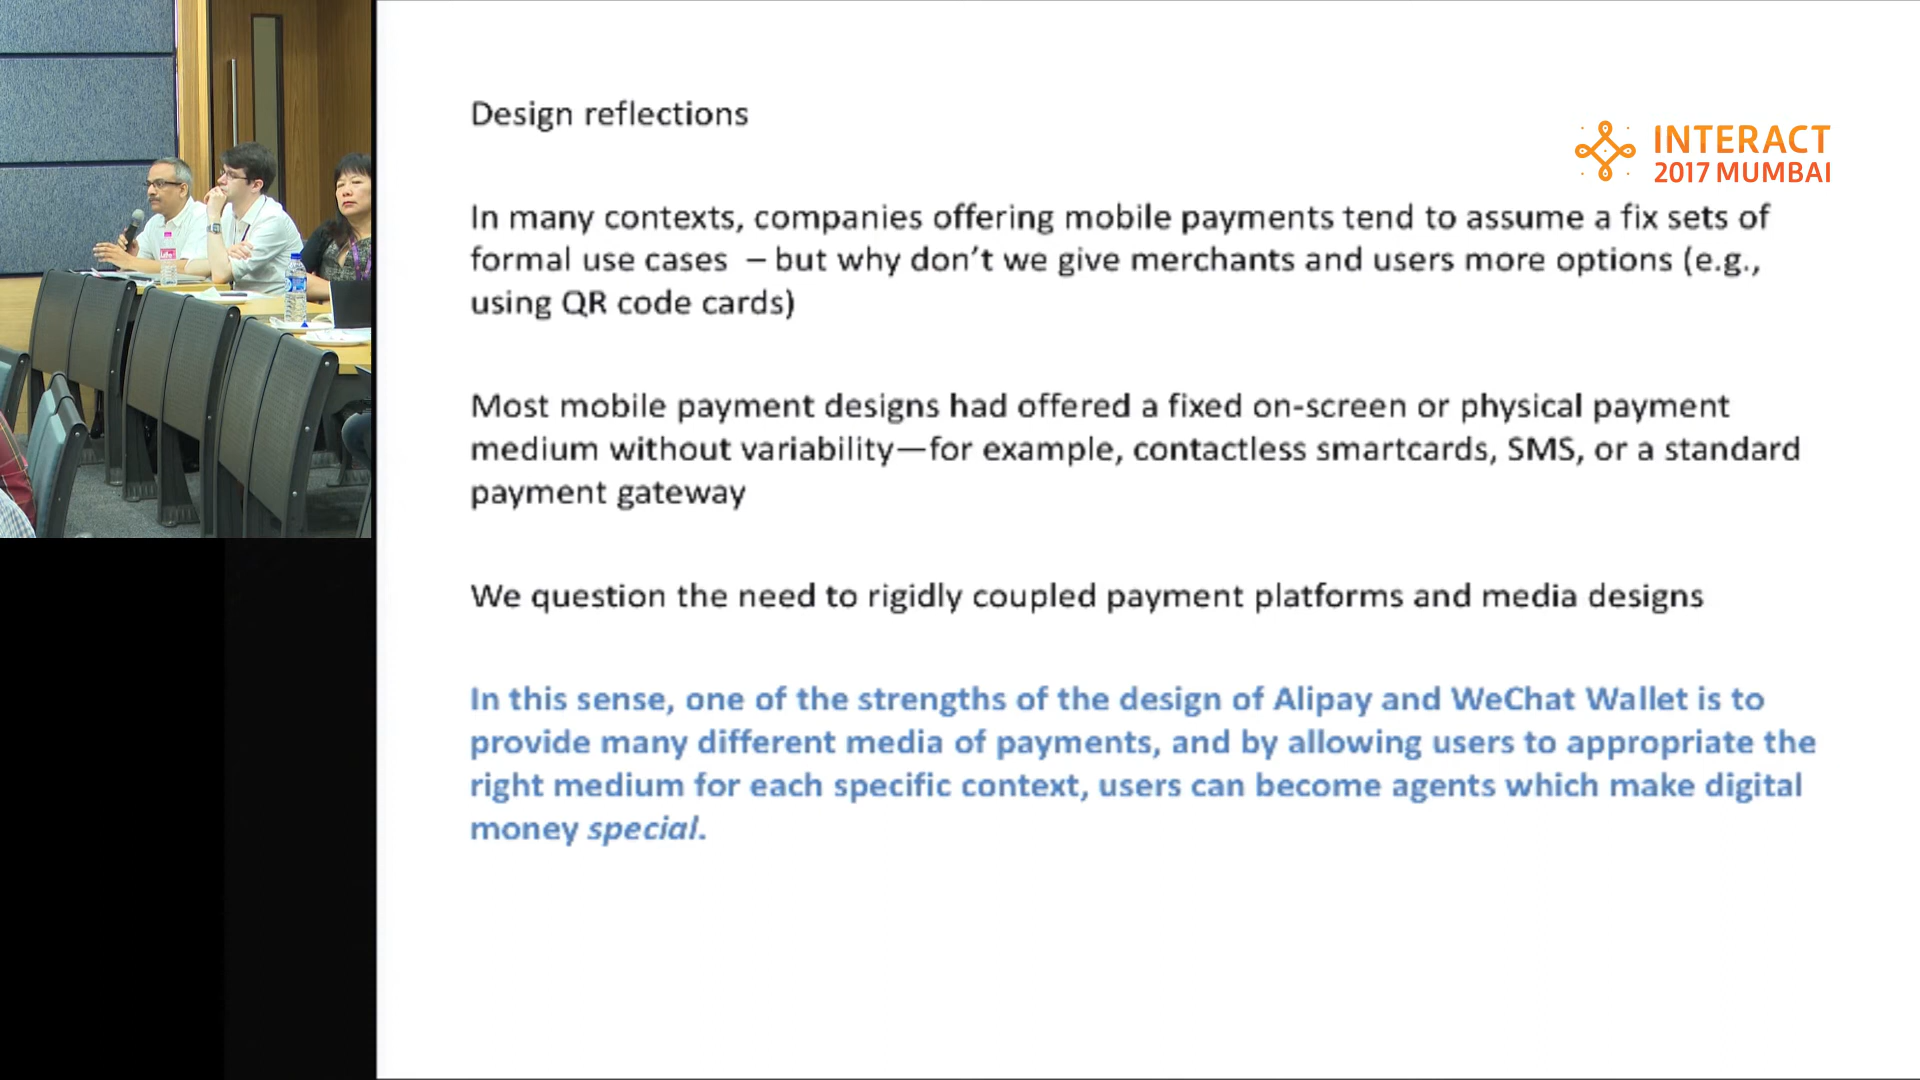 Design reflections
INTERACT
2017 MUMBAI
In many contexts, companies offering mobile payments tend to assume a fix sets of
formal use cases – but why don't we give merchants and users more options (e.g.,
using QR code cards)
Most mobile payment designs had offered a fixed on-screen or physical payment
medium without variability—for example, contactless smartcards, SMS, or a standard
payment gateway
We question the need to rigidly coupled payment platforms and media designs
In this sense, one of the strengths of the design of Alipay and WeChat Wallet is to
provide many different media of payments, and by allowing users to appropriate the
right medium for each specific context, users can become agents which make digital
money special.